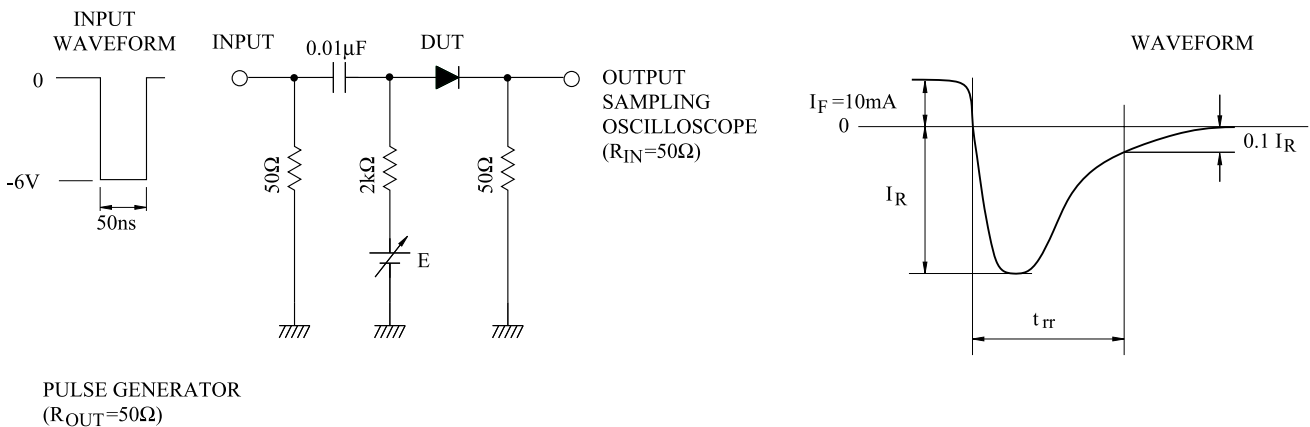 INPUT
WAVEFORM
0
-6V
50ns
INPUT
0.01μF
DUT
50Ω
2kΩ
E
50Ω
OUTPUT
SAMPLING
OSCILLOSCOPE
(RIN=50Ω)
WAVEFORM
IF =10mA
0
IR
0.1 IR
trr
PULSE GENERATOR
(ROUT=50Ω)